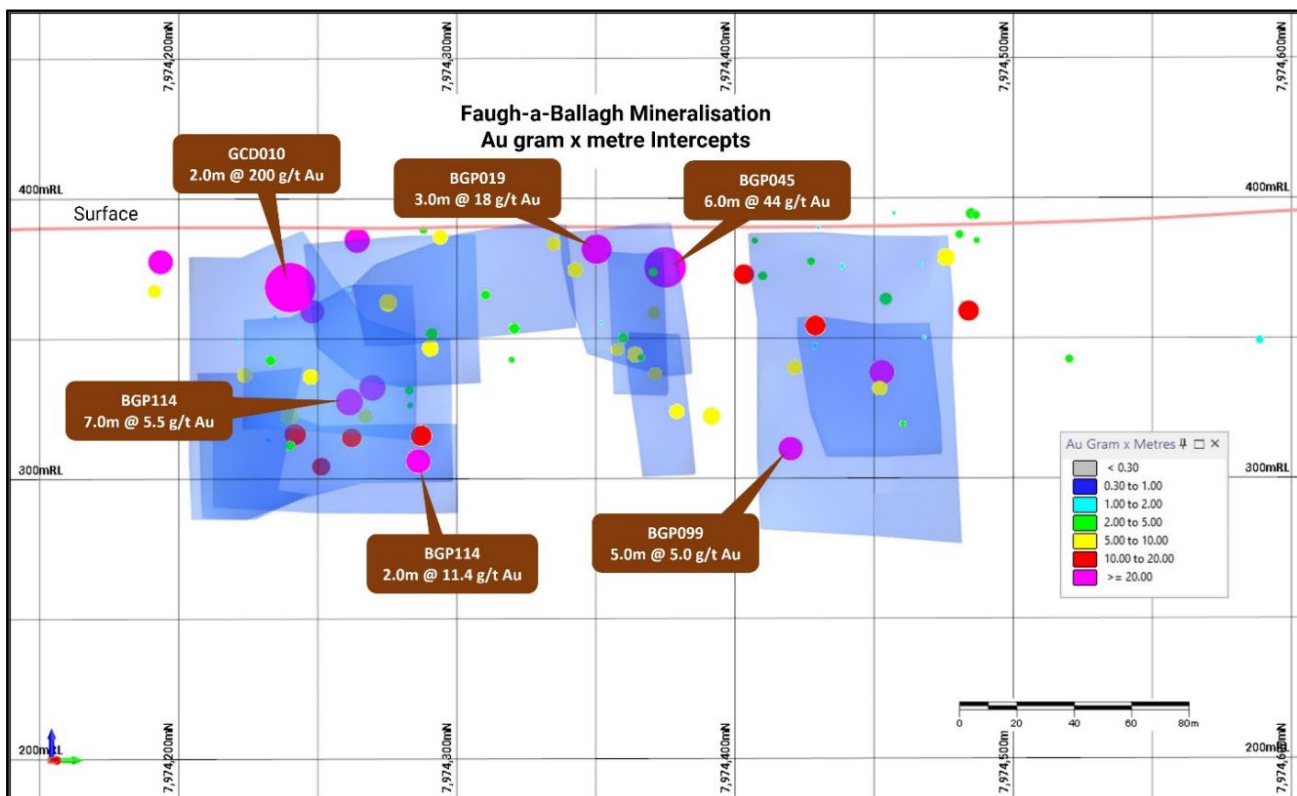 7,974,200mN
7,974,300mN
7,974,400mN
7,974,500mN
7,974,600mN
Faugh-a-Ballagh Mineralisation
Au gram x metre Intercepts
GCD010
2.0m @ 200 g/t Au
BGP019
3.0m @ 18 g/t Au
BGP045
6.0m @ 44 g/t Au
400mRL
400mRL
Surface
BGP114
7.0m @ 5.5 g/t Au
Au Gram x Metres
< 0.30
0.30 to 1.00
1.00 to 2.00
2.00 to 5.00
5.00 to 10.00
10.00 to 20.00
>= 20.00
300mRL
300mRL
BGP114
2.0m @ 11.4 g/t Au
BGP099
5.0m @ 5.0 g/t Au
0 20 40 60 80m
200mRL
200mRL
7,974,200mN
7,974,300mN
7,974,400mN
7,974,500m
7,974,600mN